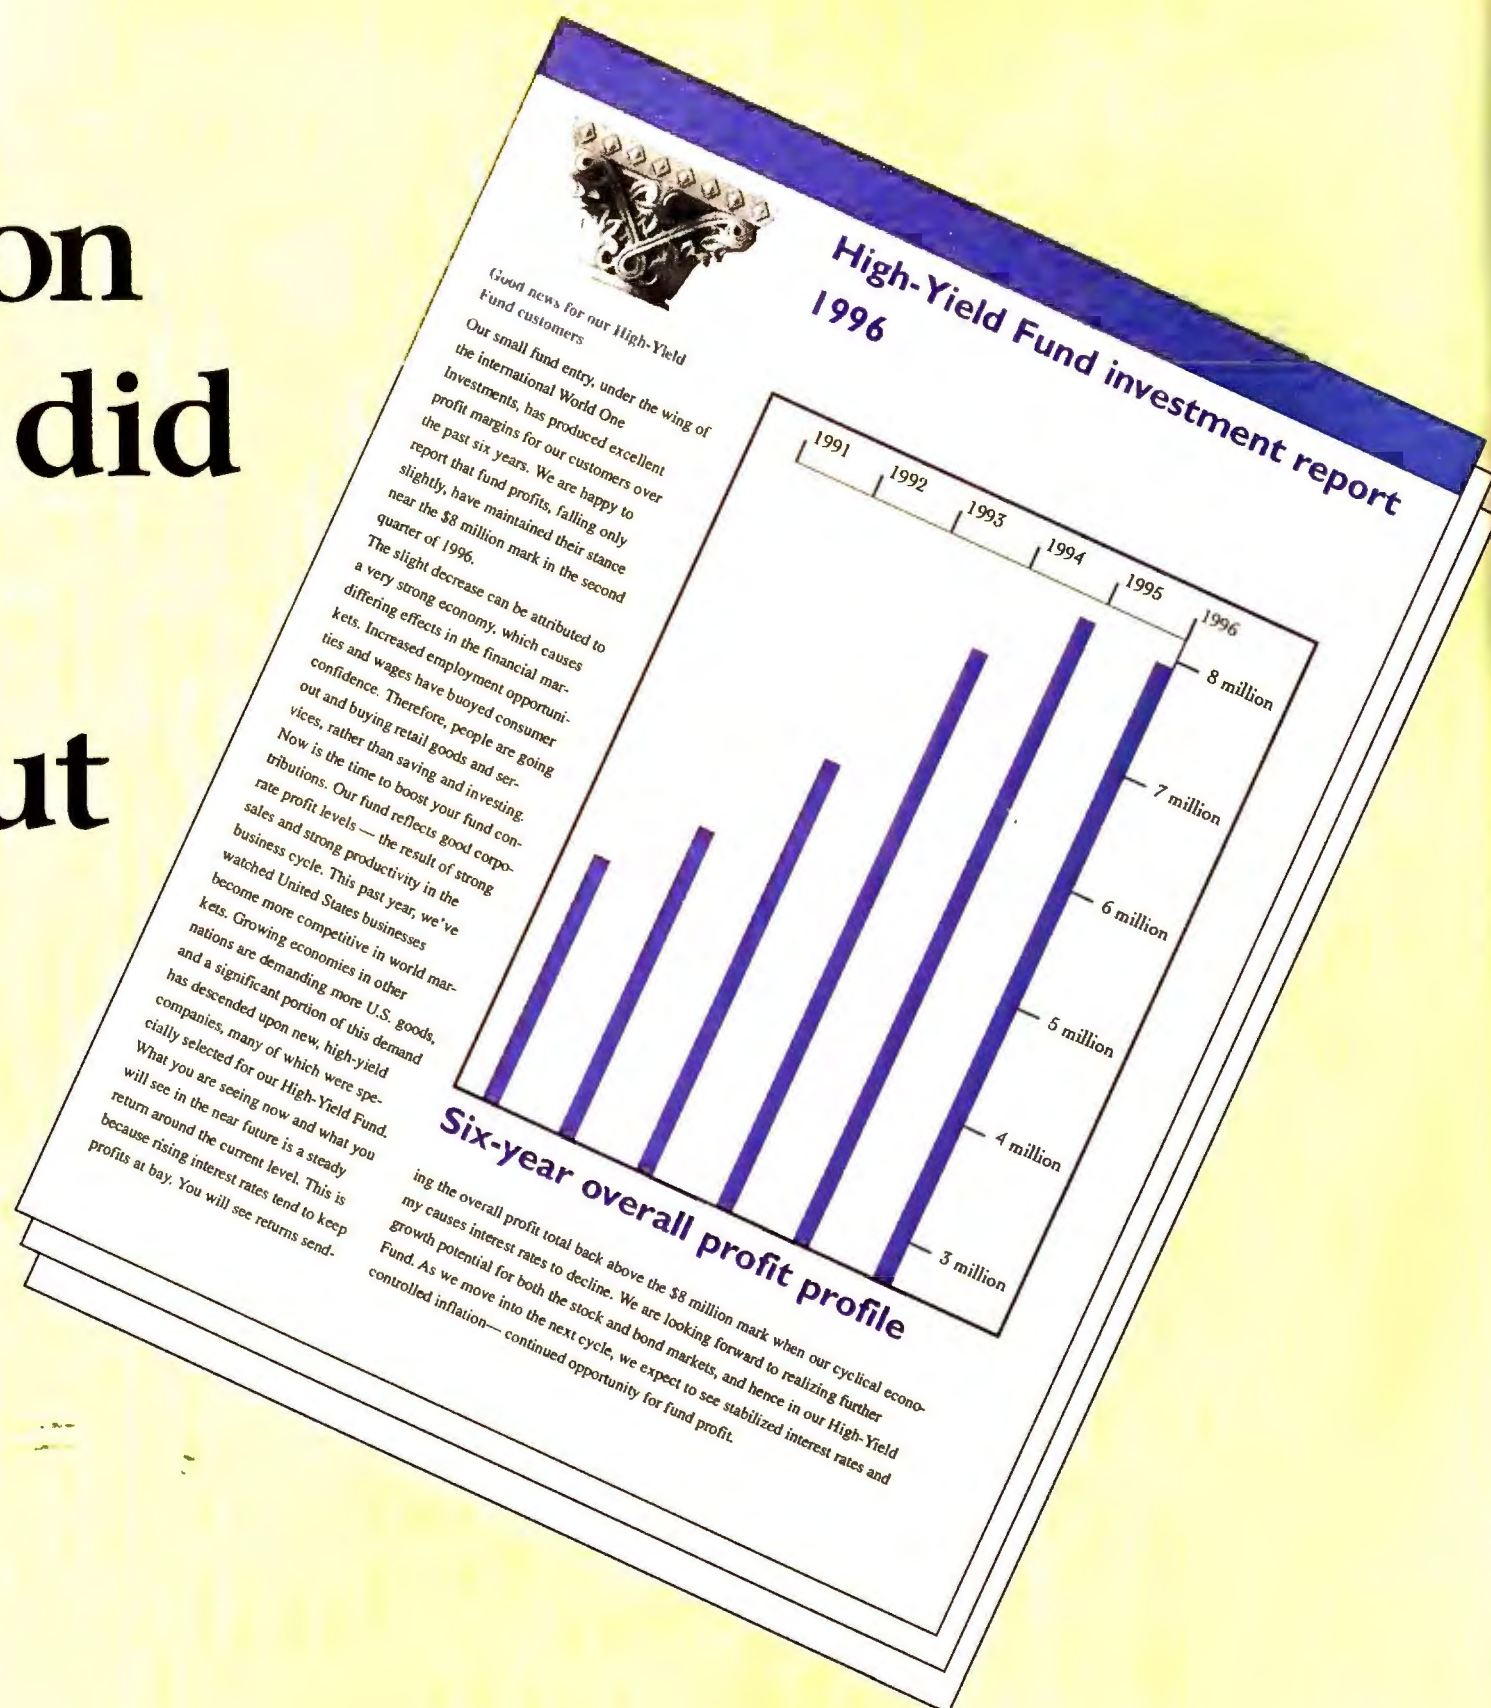 on
did
ut
High-Yield Fund investment report
1996
Good news for our High-Yield
Fund customers
Our small fund entry, under the wing of
the international World One
Investments, has produced excellent
profit margins for our customers over
the past six years. We are happy to
report that fund profits, falling only
slightly, have maintained their stance
near the $8 million mark in the second
quarter of 1996.
The slight decrease can be attributed to
a very strong economy, which causes
differing effects in the financial mar-
kets. Increased employment opportuni-
ties and wages have buoyed consumer
confidence. Therefore, people are going
out and buying retail goods and ser-
vices, rather than saving and investing.
Now is the time to boost your fund con-
tributions. Our fund reflects good corpo-
rate profit levels — the result of strong
sales and strong productivity in the
business cycle. This past year, we've
watched United States businesses
become more competitive in world mar-
kets. Growing economies in other
nations are demanding more U.S. goods,
and a significant portion of this demand
has descended upon new, high-yield
companies, many of which were spe-
cially selected for our High-Yield Fund.
What you are seeing now and what you
will see in the near future is a steady
return around the current level. This is
because rising interest rates tend to keep
profits at bay. You will see returns send-
1991
1992
1993
1994
1995
1996
8 million
7 million
6 million
5 million
4 million
3 million
Six-year overall profit profile
ing the overall profit total back above the $8 million mark when our cyclical econo-
my causes interest rates to decline. We are looking forward to realizing further
growth potential for both the stock and bond markets, and hence in our High-Yield
Fund. As we move into the next cycle, we expect to see stabilized interest rates and
controlled inflation— continued opportunity for fund profit.